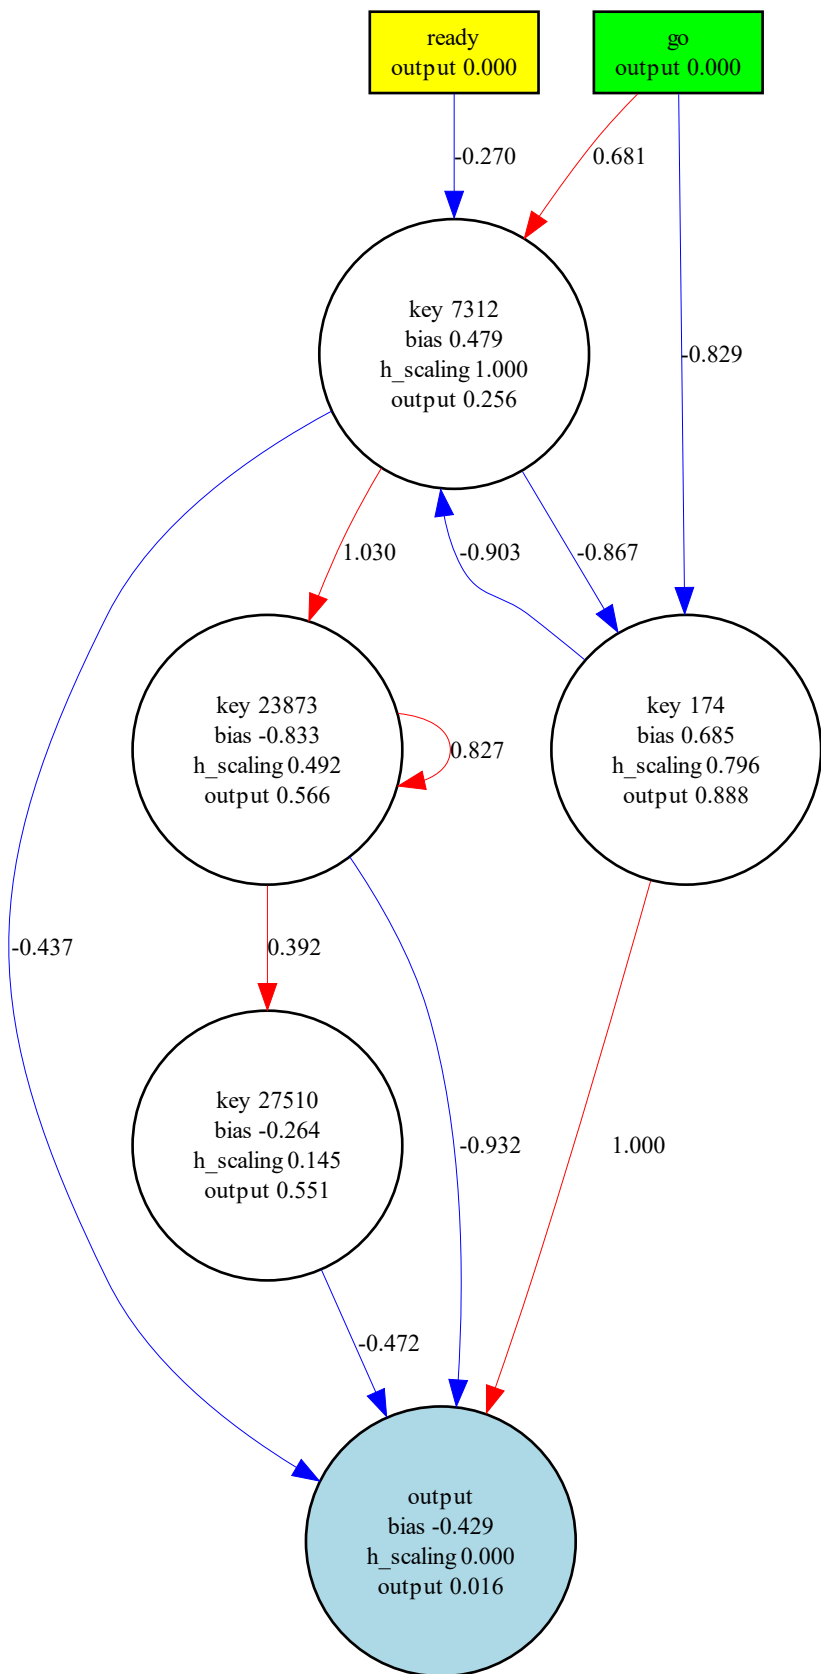 ready
output 0.000
go
output 0.000
-0.270
0.681
key 7312
bias 0.479
h_scaling 1.000
output 0.256
-0.829
1.030
-0.903
-0.867
key 23873
bias -0.833
h_scaling 0.492
output 0.566
0.827
key 174
bias 0.685
h_scaling 0.796
output 0.888
-0.437
0.392
key 27510
bias -0.264
h_scaling 0.145
output 0.551
-0.932
1.000
-0.472
output
bias -0.429
h_scaling 0.000
output 0.016